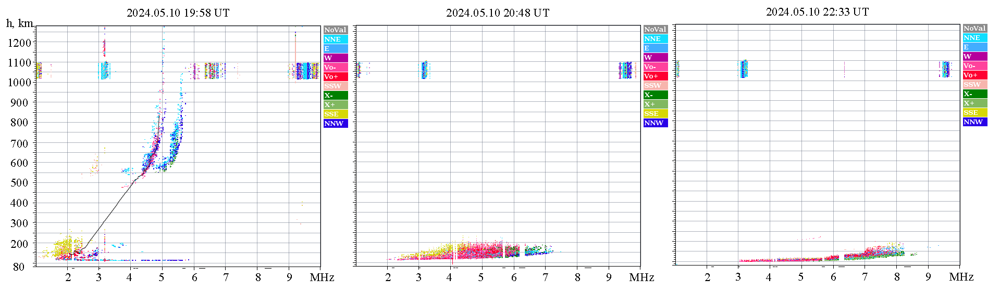 2024.05.10 19:58 UT
h, km
1200
1100
1000
900
800
700
600
500
400
300
200
80
2 3 4 5 6 7 8 9 MHz
NoVal
NNE
E
W
Vo-
Vo+
SSW
X-
X+
SSE
NNW
2024.05.10 20:48 UT
2 3 4 5 6 7 8 9 MHz
NoVal
NNE
E
W
Vo-
Vo+
SSW
X-
X+
SSE
NNW
2024.05.10 22:33 UT
2 3 4 5 6 7 8 9 MHz
NoVal
NNE
E
W
Vo-
Vo+
SSW
X-
X+
SSE
NNW